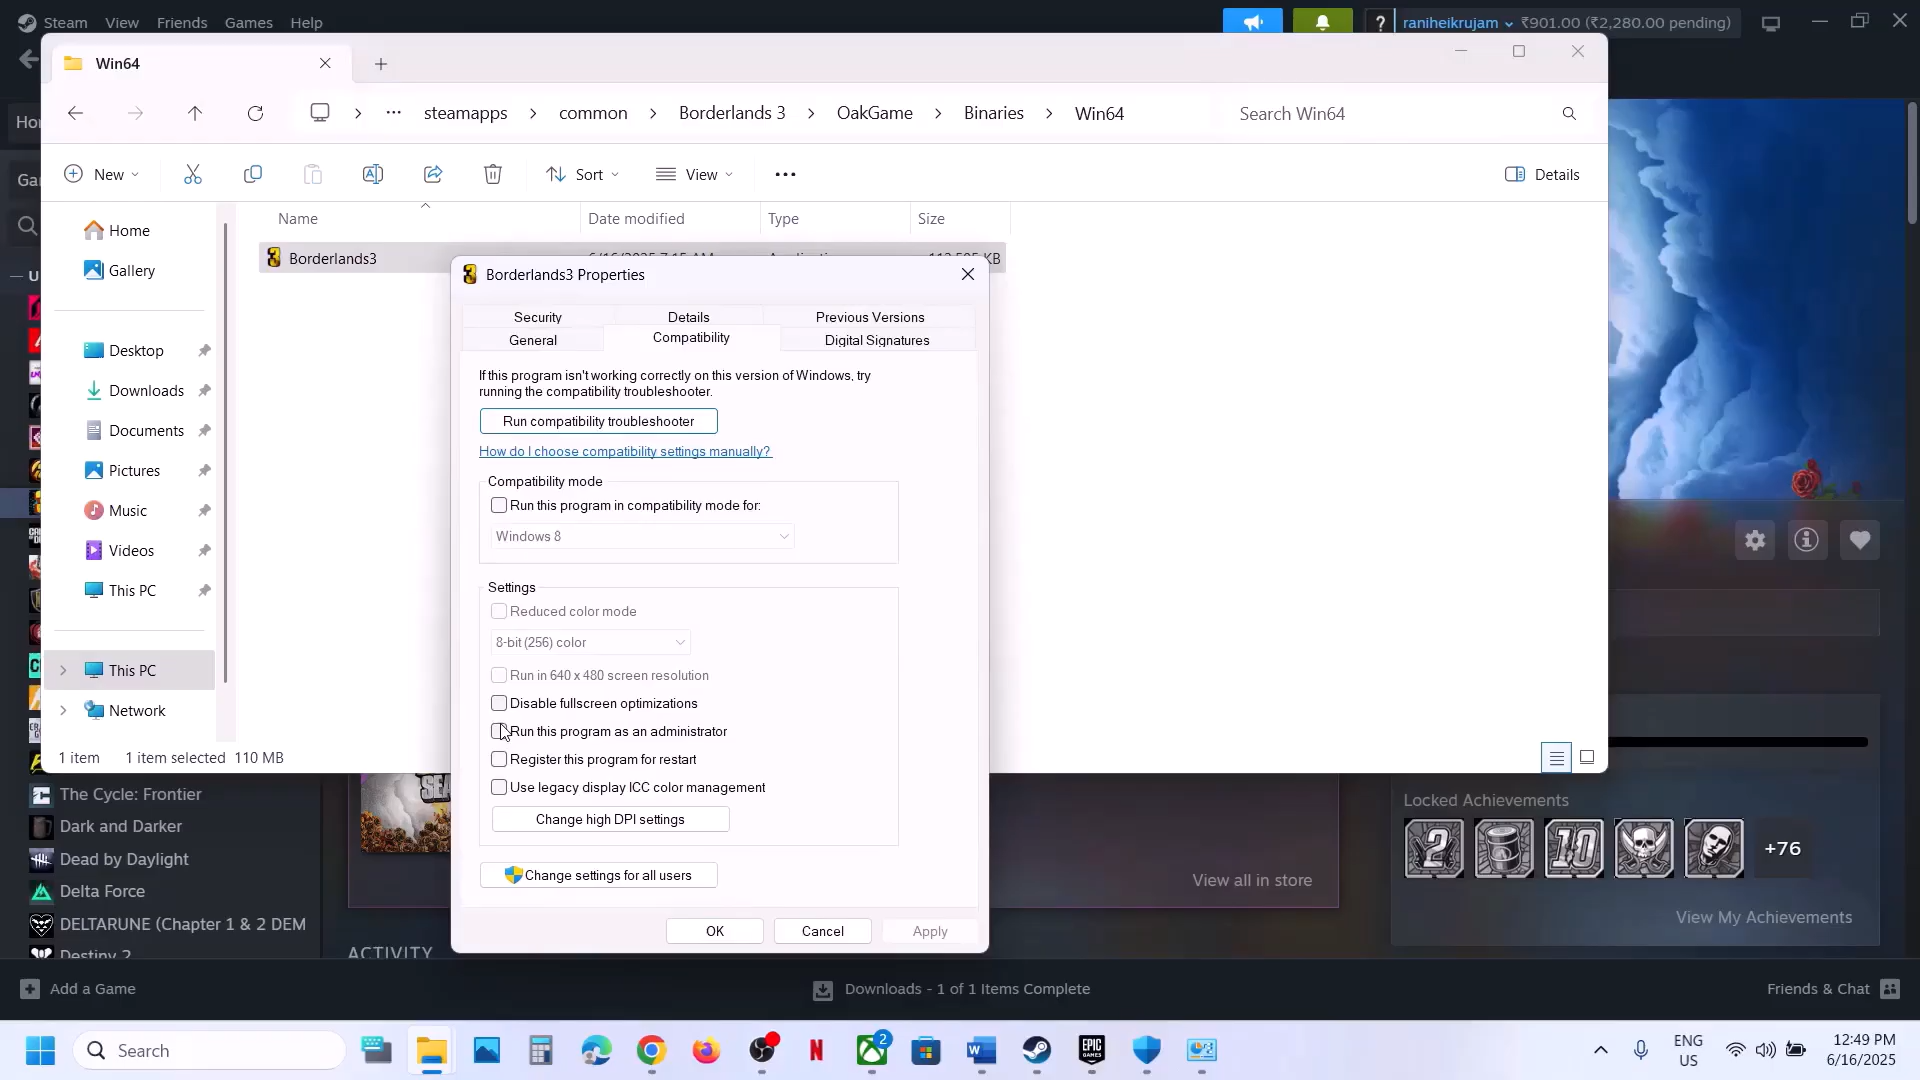 Steam View Friends Games Help
raniheikrujam ₹901.00 (₹2,280.00 pending)
Win64
steamapps > common > Borderlands 3 > OakGame > Binaries > Win64
Search Win64
New
Sort
View
Details
Home
Gallery
Desktop
Downloads
Documents
Pictures
Music
Videos
This PC
This PC
Network
Name
Date modified
Type
Size
Borderlands3
1 item 1 item selected 110 MB
Borderlands3 Properties
Security Details Previous Versions
General Compatibility Digital Signatures
If this program isn't working correctly on this version of Windows, try
running the compatibility troubleshooter.
Run compatibility troubleshooter
How do I choose compatibility settings manually?
Compatibility mode
Run this program in compatibility mode for:
Windows 8
Settings
Reduced color mode
8-bit (256) color
Run in 640 x 480 screen resolution
Disable fullscreen optimizations
Run this program as an administrator
Register this program for restart
Use legacy display ICC color management
Change high DPI settings
Change settings for all users
OK Cancel Apply
The Cycle: Frontier
Dark and Darker
Dead by Daylight
Delta Force
DELTARUNE (Chapter 1 & 2 DEM
Destiny 2
View all in store
ACTIVITY
Locked Achievements
+76
View My Achievements
Add a Game
Downloads - 1 of 1 Items Complete
Friends & Chat
Search
2
ENG
US
12:49 PM
6/16/2025